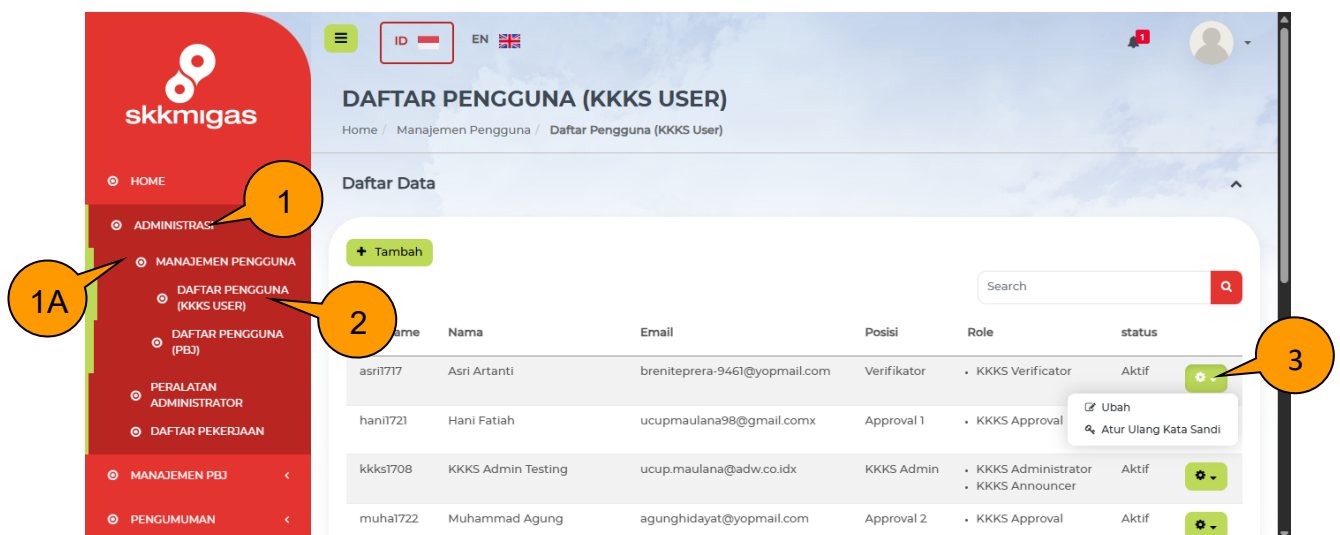 skkmigas
HOME
ADMINISTRASI
MANAJEMEN PENGGUNA
DAFTAR PENGGUNA
(KKKS USER)
DAFTAR PENGGUNA
(PBJ)
PERALATAN
ADMINISTRATOR
DAFTAR PEKERJAAN
MANAJEMEN PBJ
PENGUMUMAN
1
1A
2
3
ID
EN
1
DAFTAR PENGGUNA (KKKS USER)
Home / Manajemen Pengguna / Daftar Pengguna (KKKS User)
Daftar Data
+ Tambah
Search
ame Nama Email Posisi Role status
asri1717 Asri Artanti breniteprera-9461@yopmail.com Verifikator • KKKS Verificator Aktif
Ubah
Atur Ulang Kata Sandi
hani1721 Hani Fatiah ucupmaulana98@gmail.comx Approval 1 • KKKS Approval
kkks1708 KKKS Admin Testing ucup.maulana@adw.co.idx KKKS Admin • KKKS Administrator Aktif
• KKKS Announcer
muha1722 Muhammad Agung agunghidayat@yopmail.com Approval 2 • KKKS Approval Aktif